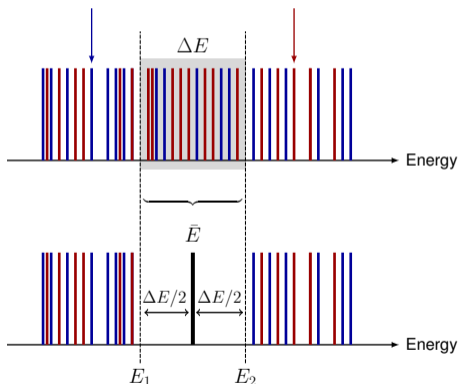 ΔE
Energy
Ē
ΔE/2 ΔE/2
Energy
E₁ E₂